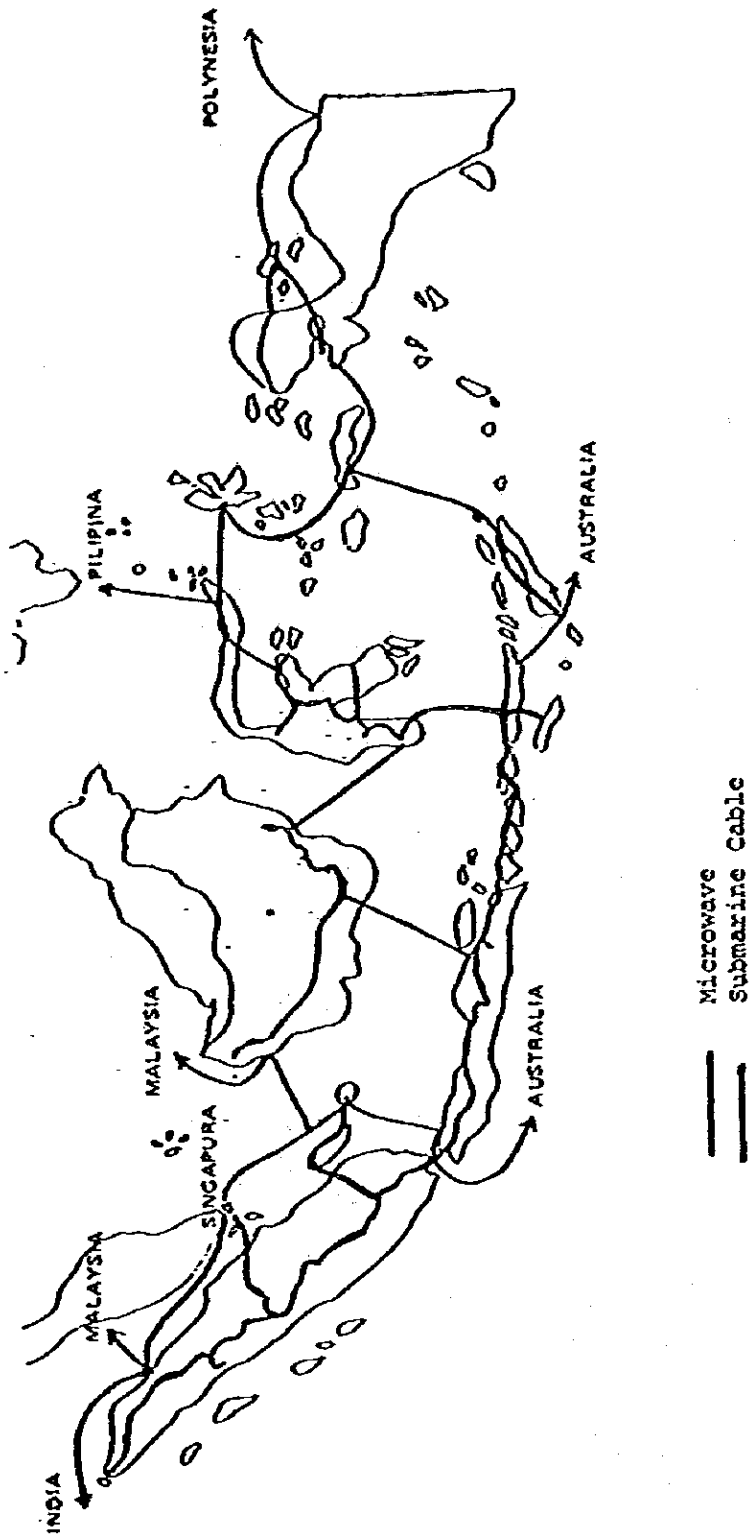 INDIA
MALAYSIA
SINGAPURA
MALAYSIA
PILIPINA
POLYNESIA
AUSTRALIA
AUSTRALIA
Microwave
Submarine Cable